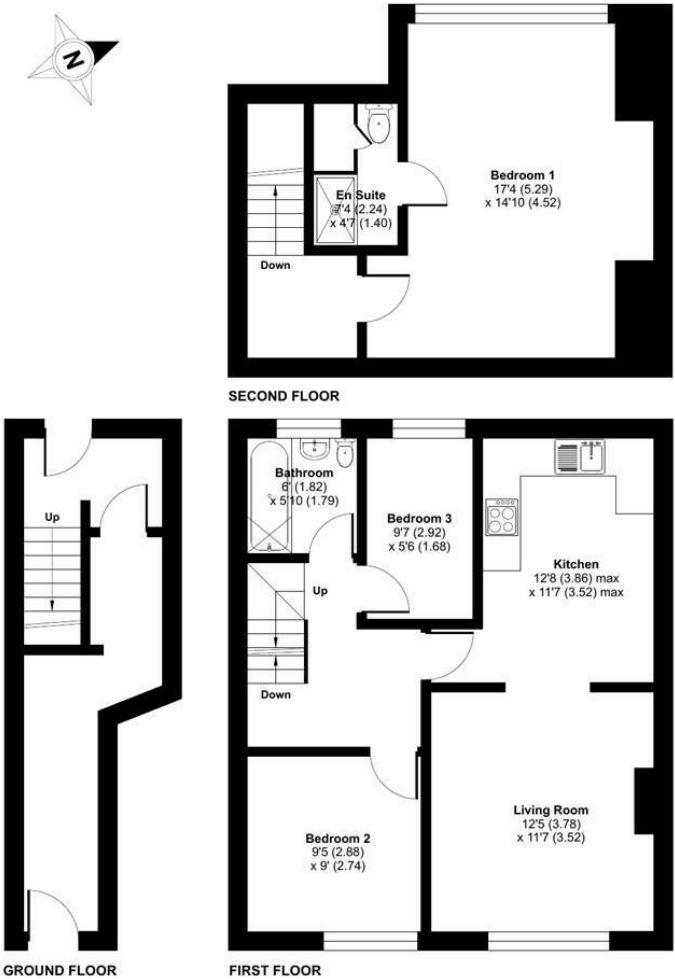 N
Bedroom 1
17'4 (5.29)
x 14'10 (4.52)
En Suite
7'4 (2.24)
x 4'7 (1.40)
Down
SECOND FLOOR
Up
GROUND FLOOR
Bathroom
6' (1.82)
x 5'10 (1.79)
Bedroom 3
9'7 (2.92)
x 5'6 (1.68)
Kitchen
12'8 (3.86) max
x 11'7 (3.52) max
Up
Down
Living Room
12'5 (3.78)
x 11'7 (3.52)
Bedroom 2
9'5 (2.88)
x 9' (2.74)
FIRST FLOOR